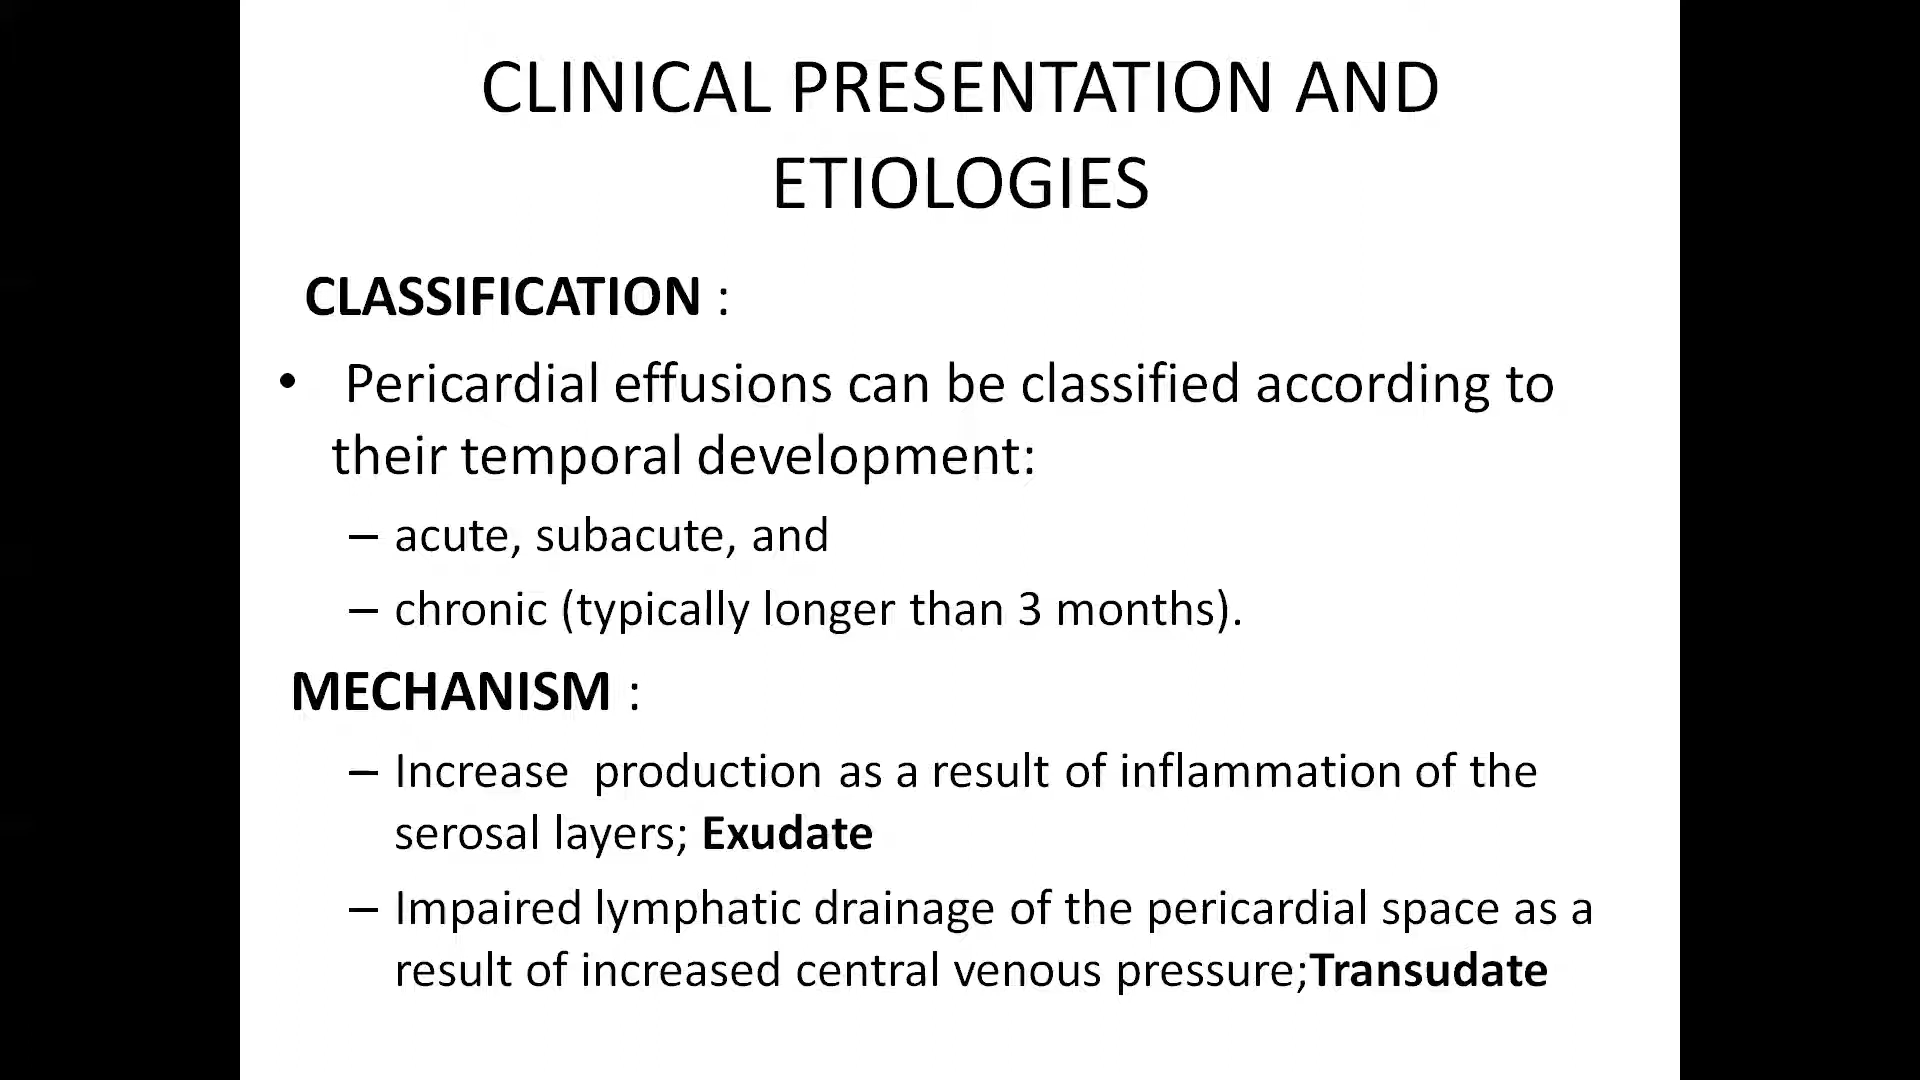 CLINICAL PRESENTATION AND
ETIOLOGIES
CLASSIFICATION :
• Pericardial effusions can be classified according to
their temporal development:
– acute, subacute, and
– chronic (typically longer than 3 months).
MECHANISM :
– Increase  production as a result of inflammation of the
serosal layers; Exudate
– Impaired lymphatic drainage of the pericardial space as a
result of increased central venous pressure;Transudate